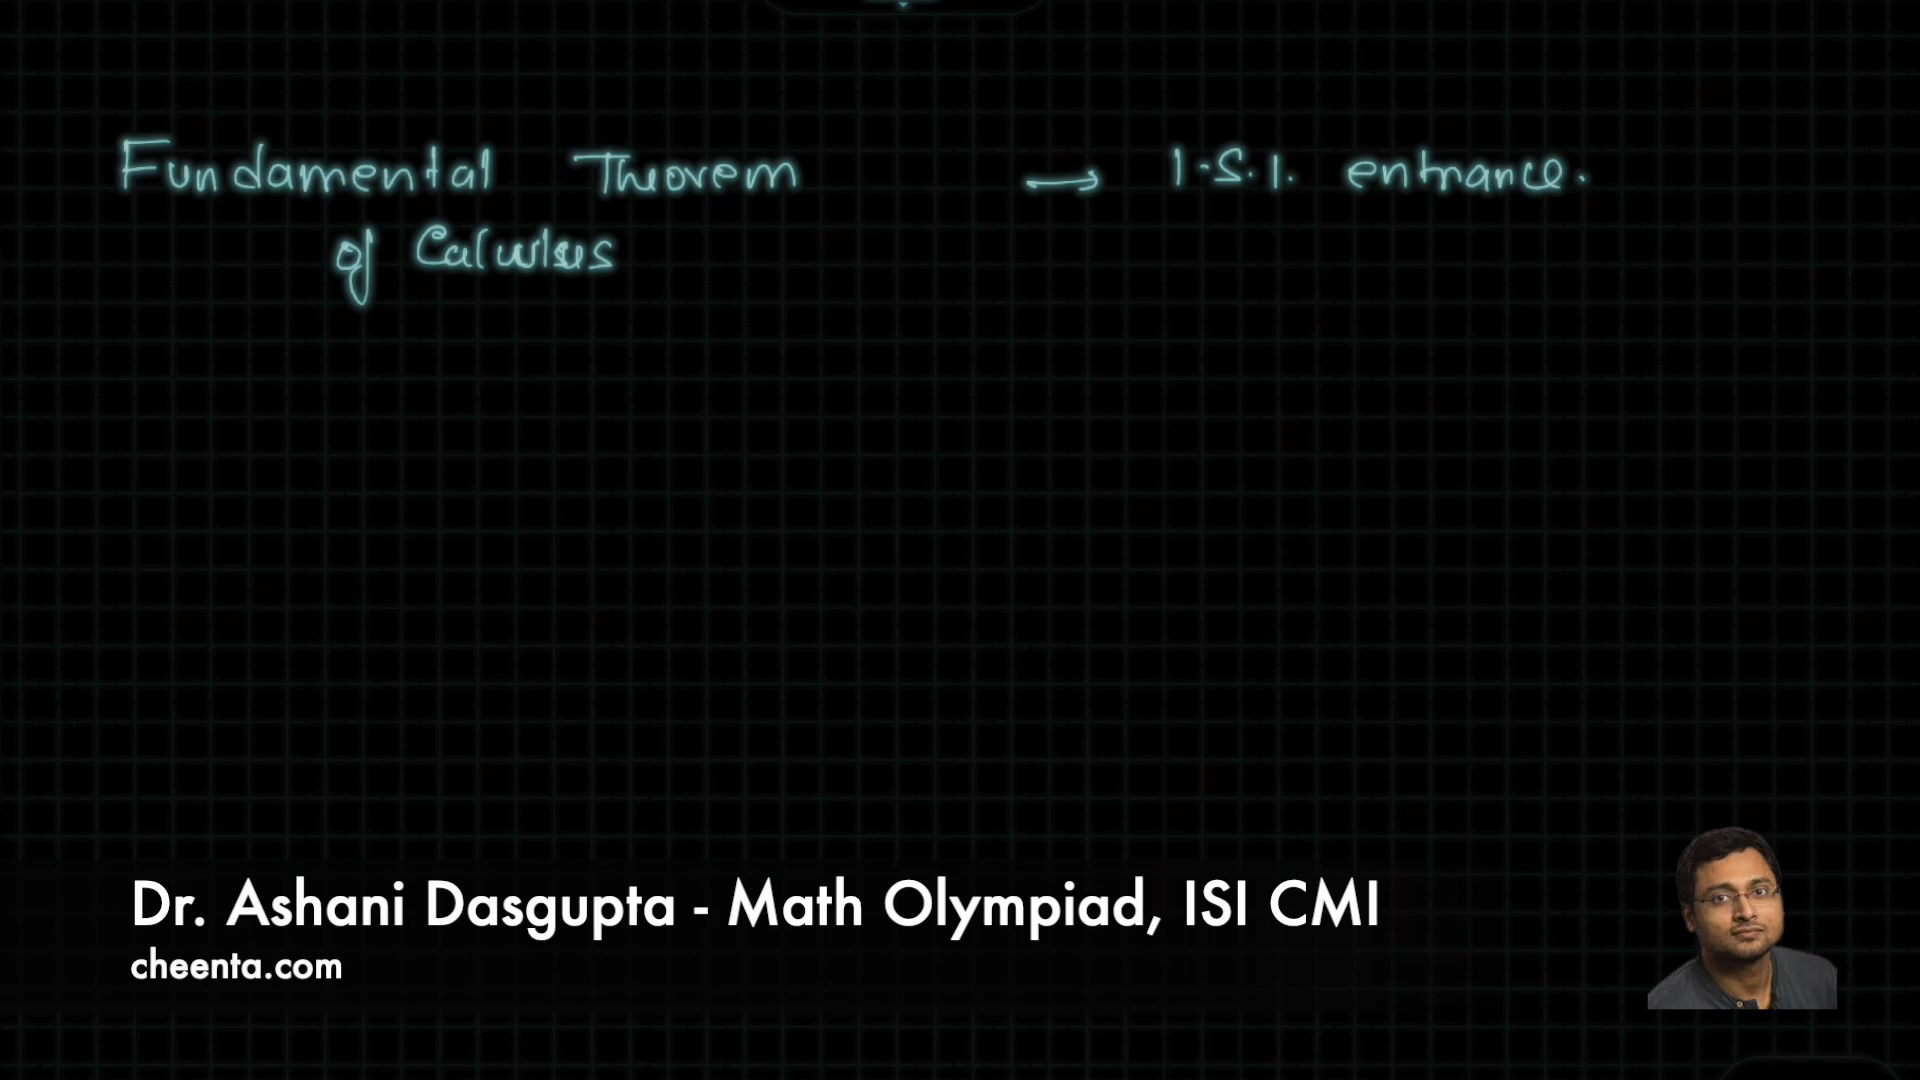 Fundamental Theorem → I.S.I. entrance.
of Calculus
Dr. Ashani Dasgupta - Math Olympiad, ISI CMI
cheenta.com